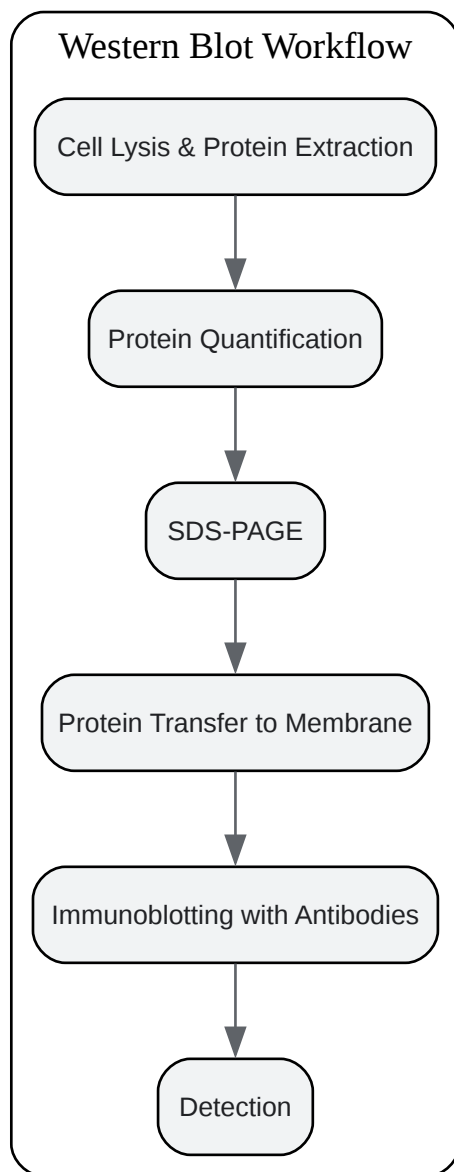 Western Blot Workflow
Cell Lysis & Protein Extraction
Protein Quantification
SDS-PAGE
Protein Transfer to Membrane
Immunoblotting with Antibodies
Detection